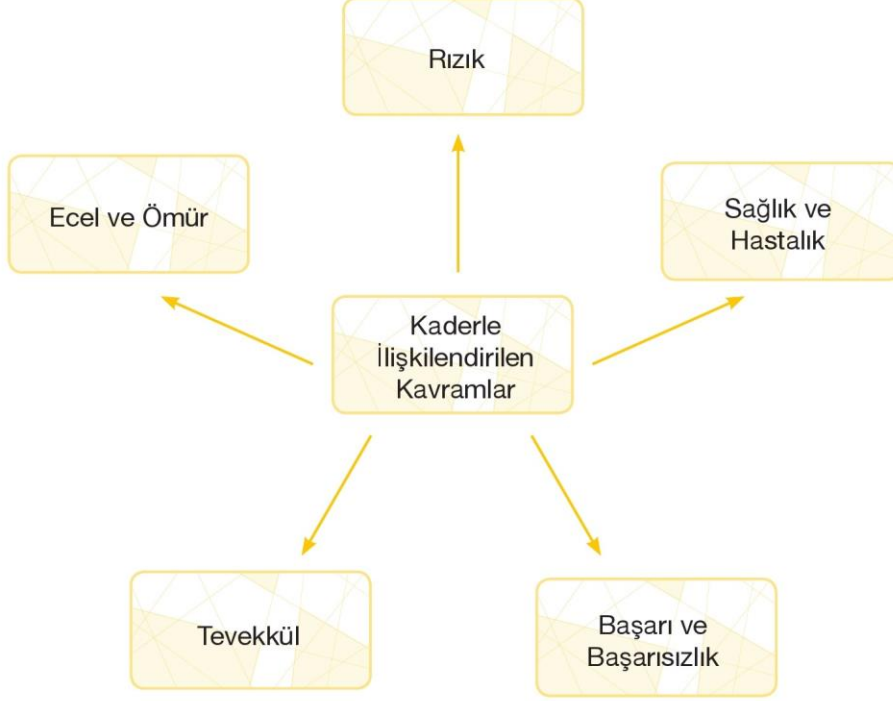 Rızık
Ecel ve Ömür
Sağlık ve
Hastalık
Kaderle
İlişkilendirilen
Kavramlar
Tevekkül
Başarı ve
Başarısızlık